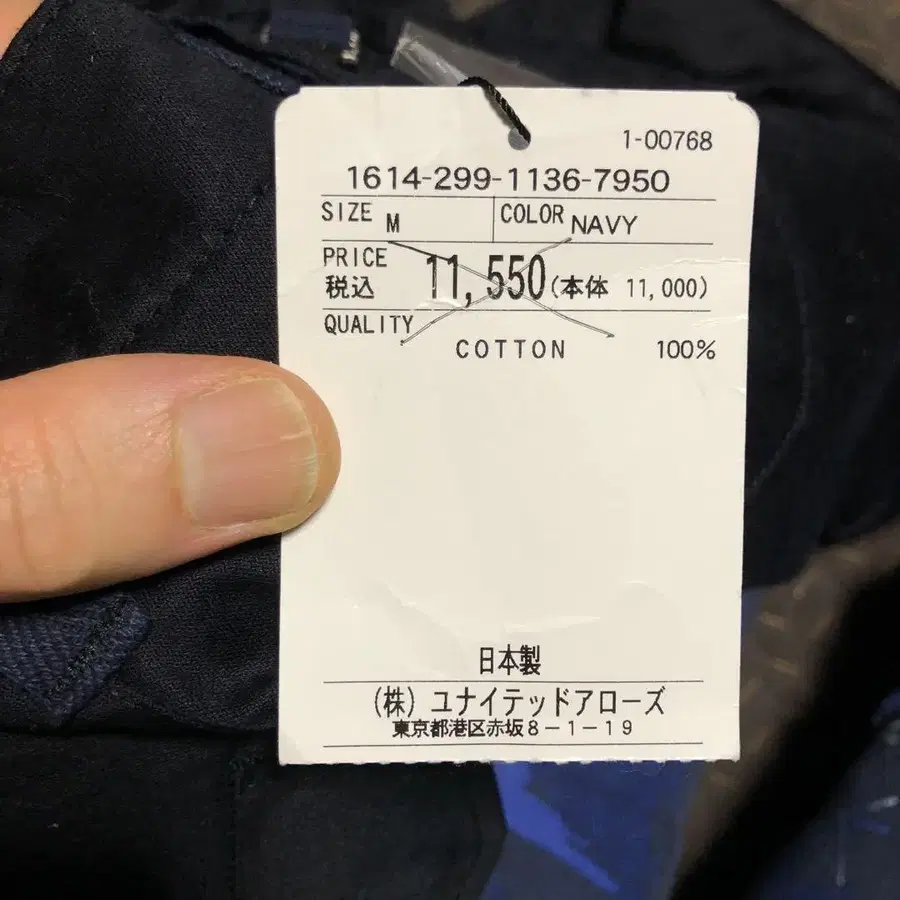 1-00768
1614-299-1136-7950
SIZE M COLOR NAVY
PRICE
税込 11,550(本体 11,000)
QUALITY
COTTON 100%
日本製
(株)ユナイテッドアローズ
東京都港区赤坂8-1-19